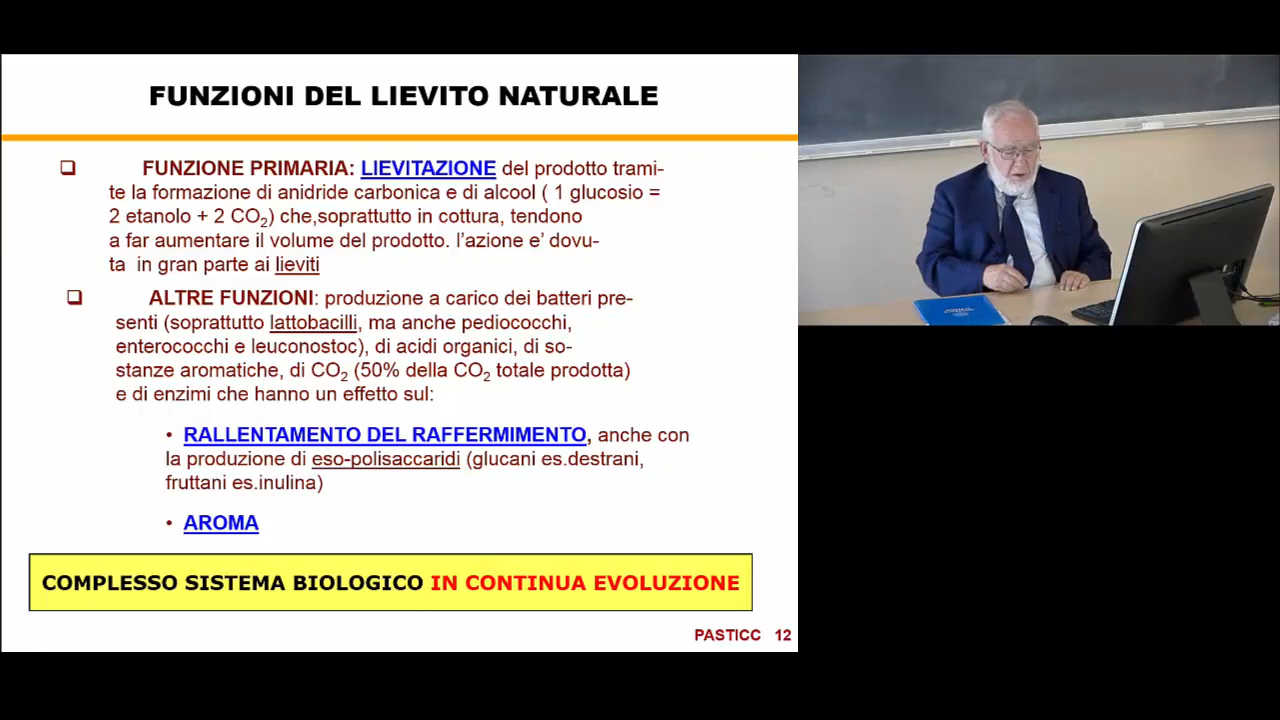 FUNZIONI DEL LIEVITO NATURALE
❑ FUNZIONE PRIMARIA: LIEVITAZIONE del prodotto trami-
te la formazione di anidride carbonica e di alcool ( 1 glucosio =
2 etanolo + 2 CO₂) che,soprattutto in cottura, tendono
a far aumentare il volume del prodotto. l’azione e’ dovu-
ta in gran parte ai lieviti
❑ ALTRE FUNZIONI: produzione a carico dei batteri pre-
senti (soprattutto lattobacilli, ma anche pediococchi,
enterococchi e leuconostoc), di acidi organici, di so-
stanze aromatiche, di CO₂ (50% della CO₂ totale prodotta)
e di enzimi che hanno un effetto sul:
• RALLENTAMENTO DEL RAFFERMIMENTO, anche con
la produzione di eso-polisaccaridi (glucani es.destrani,
fruttani es.inulina)
• AROMA
COMPLESSO SISTEMA BIOLOGICO IN CONTINUA EVOLUZIONE
PASTICC 12